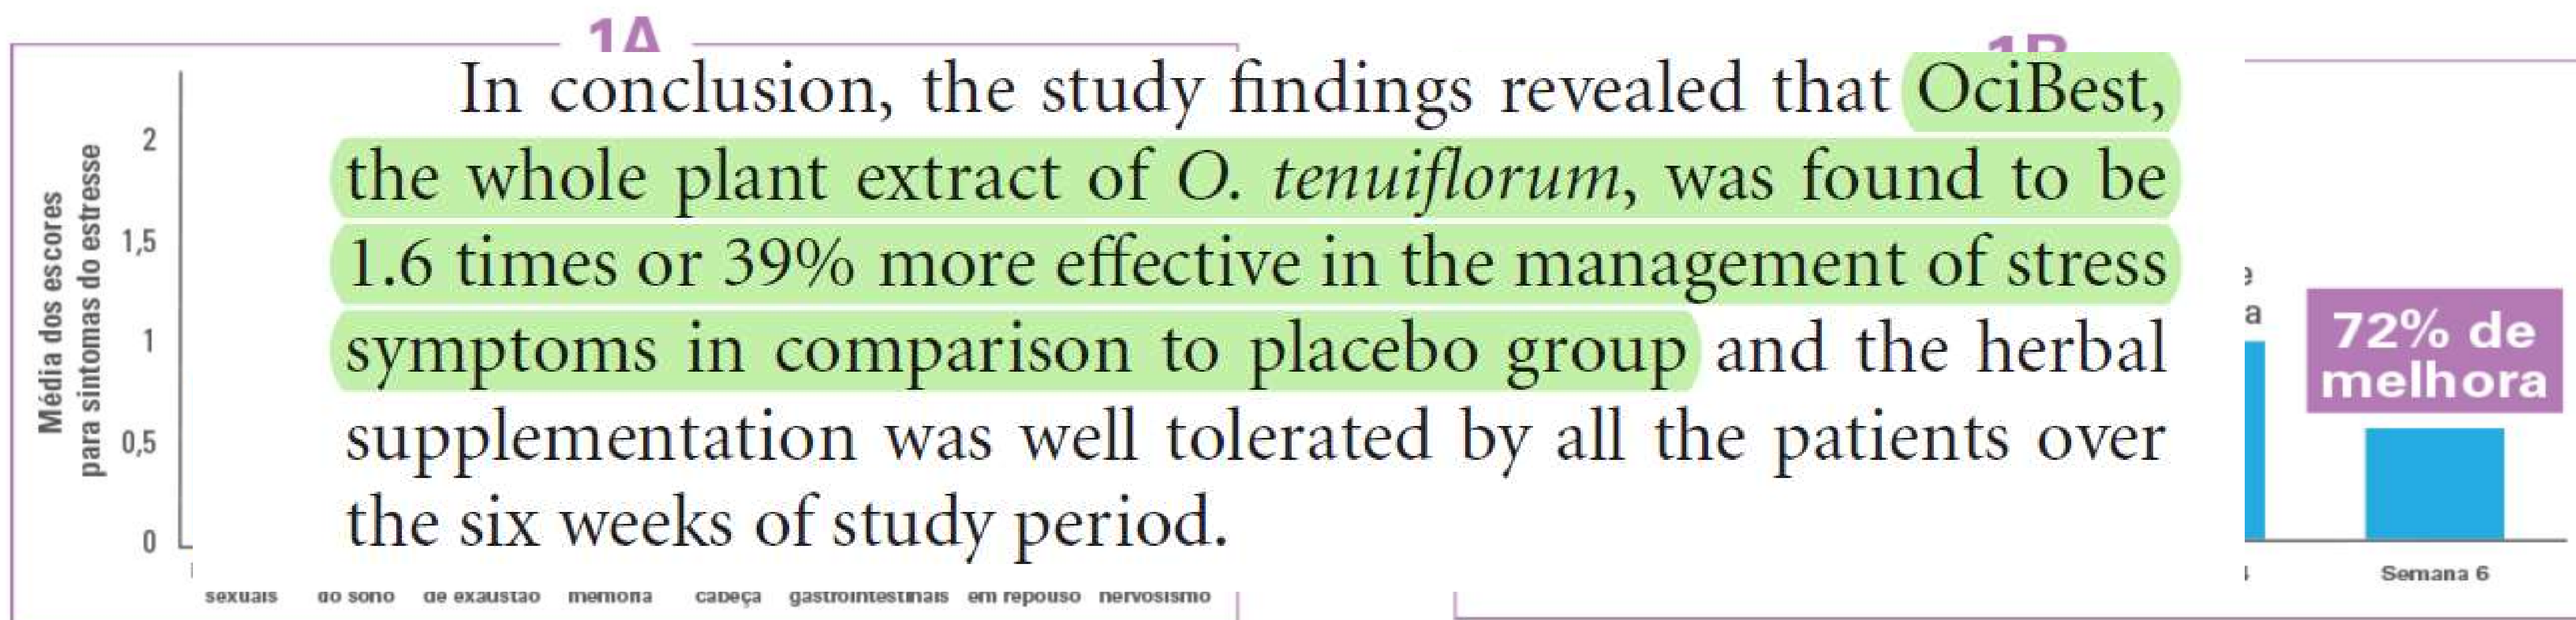 1A
1B
In conclusion, the study findings revealed that OciBest,
the whole plant extract of O. tenuiflorum, was found to be
1.6 times or 39% more effective in the management of stress
symptoms in comparison to placebo group and the herbal
supplementation was well tolerated by all the patients over
the six weeks of study period.
Média dos escores
para sintomas do estresse
2
1,5
1
0,5
0
sexuais do sono de exaustão memória cabeça gastrointestinais em repouso nervosismo
72% de
melhora
Semana 6